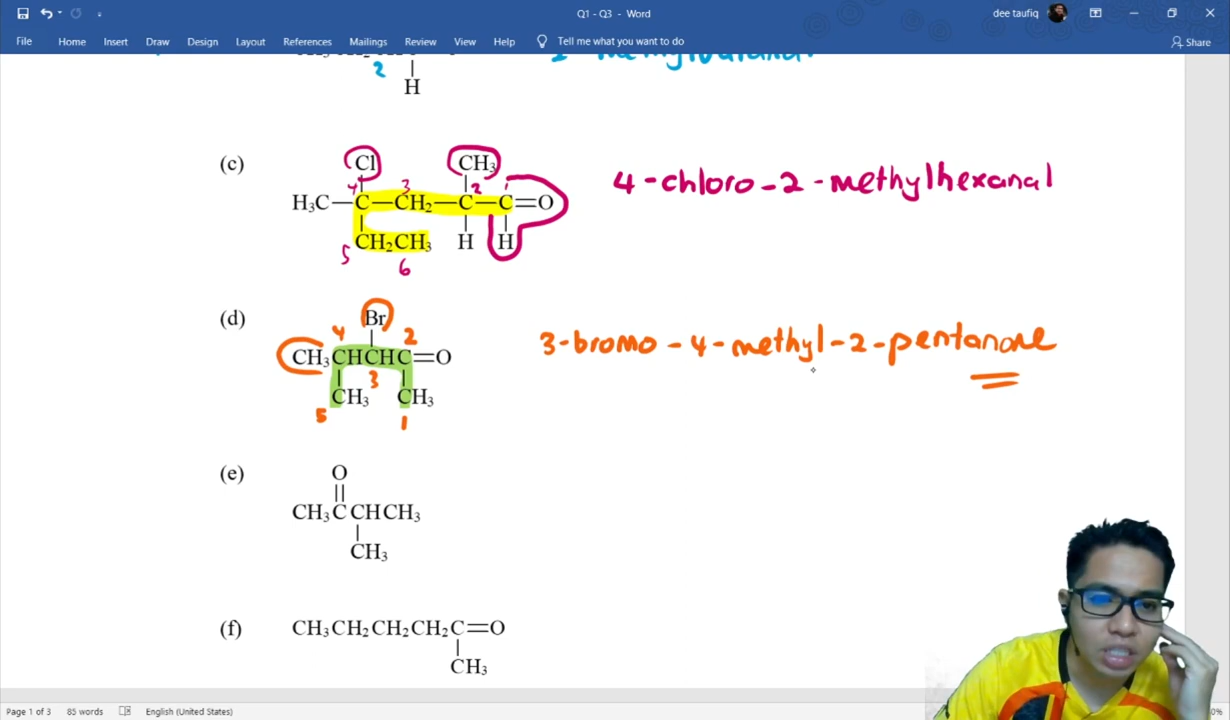 Q1 - Q3 - Word
dee taufiq
File Home Insert Draw Design Layout References Mailings Review View Help Tell me what you want to do
Share
2
H
(c)
Cl CH₃
4 3 2 1
H₃C—C—CH₂—C—C=O
4-chloro-2-methylhexanal
CH₂CH₃ H H
5 6
(d)
Br
4 2
CH₃CHCHC=O
3-bromo-4-methyl-2-pentanone
3
CH₃ CH₃
5 1
(e)
O
CH₃CCHCH₃
CH₃
(f)
CH₃CH₂CH₂CH₂C=O
CH₃
Page 1 of 3 85 words English (United States)